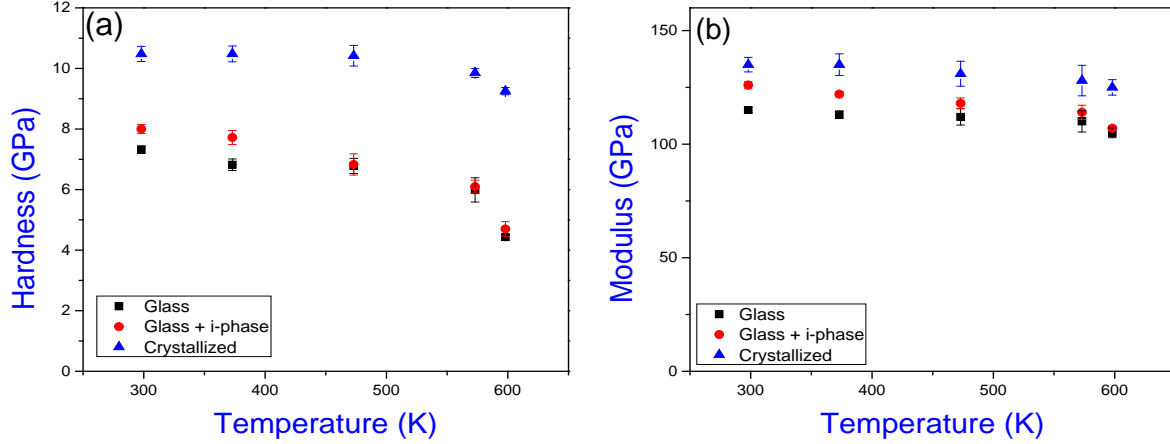 (a)
Hardness (GPa)
12
10
8
6
4
2
0
Glass
Glass + i-phase
Crystallized
300
400
500
600
Temperature (K)
(b)
Modulus (GPa)
150
100
50
0
Glass
Glass + i-phase
Crystallized
300
400
500
600
Temperature (K)